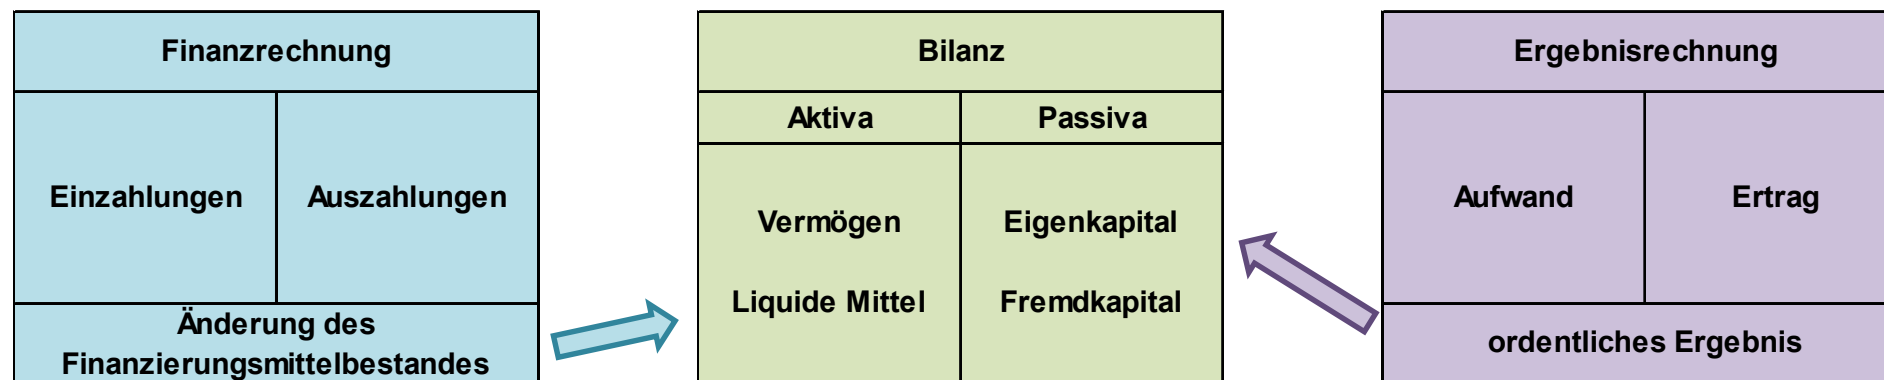 Finanzrechnung
Einzahlungen
Auszahlungen
Änderung des
Finanzierungsmittelbestandes
Bilanz
Aktiva
Passiva
Vermögen
Eigenkapital
Liquide Mittel
Fremdkapital
Ergebnisrechnung
Aufwand
Ertrag
ordentliches Ergebnis